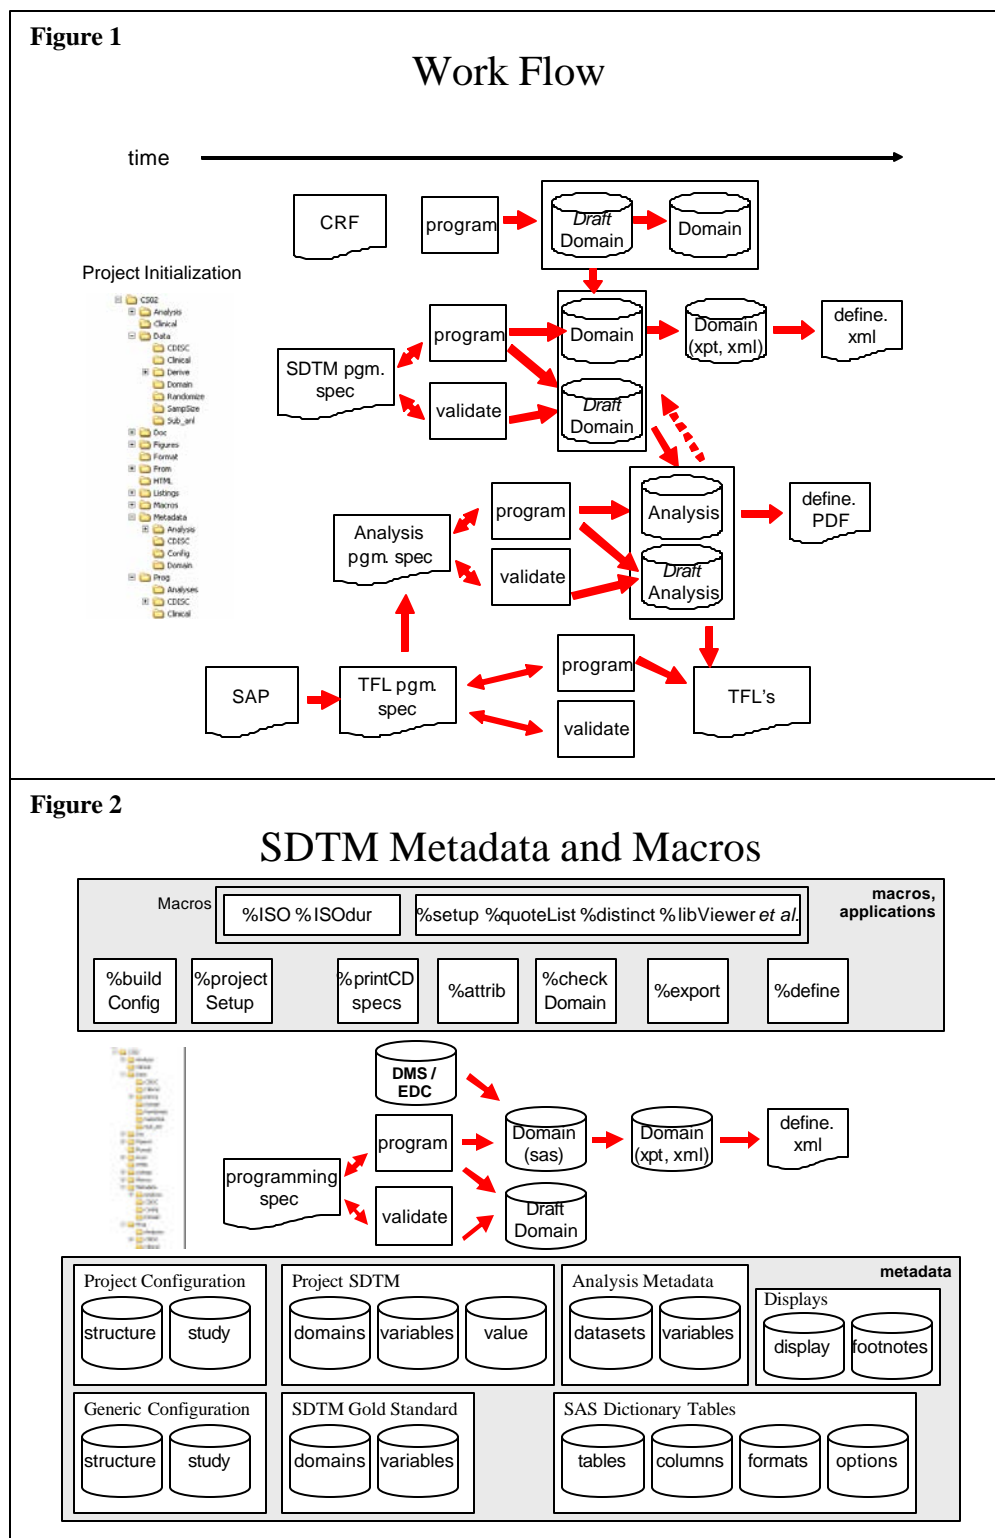 Figure 1
Work Flow
time
CRF
program
Draft
Domain
Domain
Project Initialization
CS02
Analysis
Clinical
Data
CDISC
Clinical
Derive
Domain
Randomize
SampSize
Sub_anl
Doc
Figures
Format
From
HTML
Listings
Macros
Metadata
Analysis
CDISC
Config
Domain
Prog
Analyses
CDISC
Clinical
SDTM pgm.
spec
program
validate
Domain
Draft
Domain
Domain
(xpt, xml)
define.
xml
Analysis
pgm. spec
program
validate
Analysis
Draft
Analysis
define.
PDF
SAP
TFL pgm.
spec
program
validate
TFL's
Figure 2
SDTM Metadata and Macros
Macros
%ISO %ISOdur
%setup %quoteList %distinct %libViewer et al.
macros,
applications
%build
Config
%project
Setup
%printCD
specs
%attrib
%check
Domain
%export
%define
DMS /
EDC
programming
spec
program
validate
Domain
(sas)
Draft
Domain
Domain
(xpt, xml)
define.
xml
metadata
Project Configuration
structure
study
Project SDTM
domains
variables
value
Analysis Metadata
datasets
variables
Displays
display
footnotes
Generic Configuration
structure
study
SDTM Gold Standard
domains
variables
SAS Dictionary Tables
tables
columns
formats
options